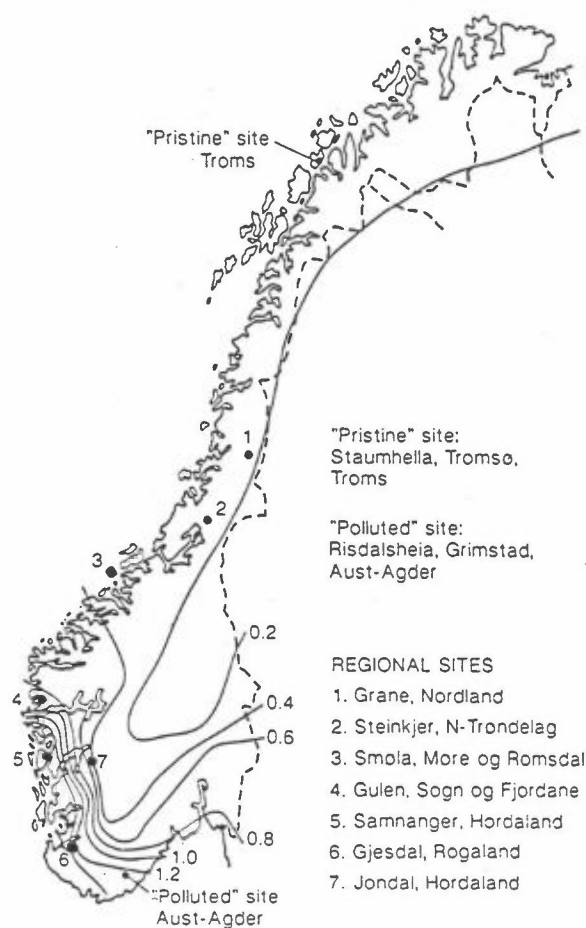 "Pristine" site
Troms
1
2
3
"Pristine" site:
Staumhella, Tromsø,
Troms
"Polluted" site:
Risdalsheia, Grimstad,
Aust-Agder
0.2
0.4
0.6
0.8
1.0
1.2
4
5
7
6
"Polluted" site
Aust-Agder
REGIONAL SITES
1. Grane, Nordland
2. Steinkjer, N-Trøndelag
3. Smøla, Møre og Romsdal
4. Gulen, Sogn og Fjordane
5. Samnanger, Hordaland
6. Gjesdal, Rogaland
7. Jondal, Hordaland